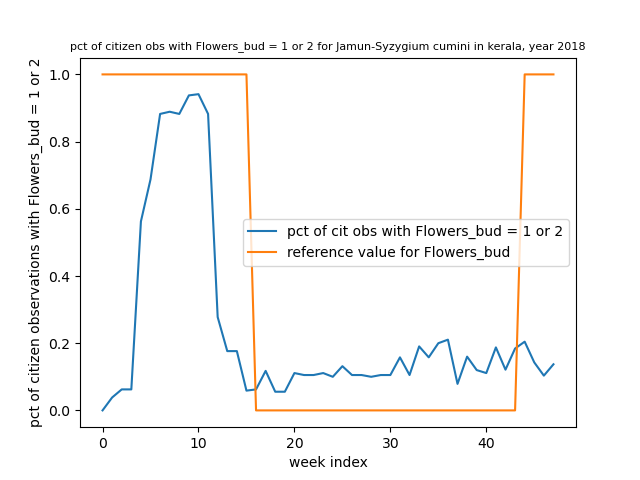 pct of citizen obs with Flowers_bud = 1 or 2 for Jamun-Syzygium cumini in kerala, year 2018
pct of citizen observations with Flowers_bud = 1 or 2
1.0
0.8
0.6
0.4
0.2
0.0
pct of cit obs with Flowers_bud = 1 or 2
reference value for Flowers_bud
0 10 20 30 40
week index